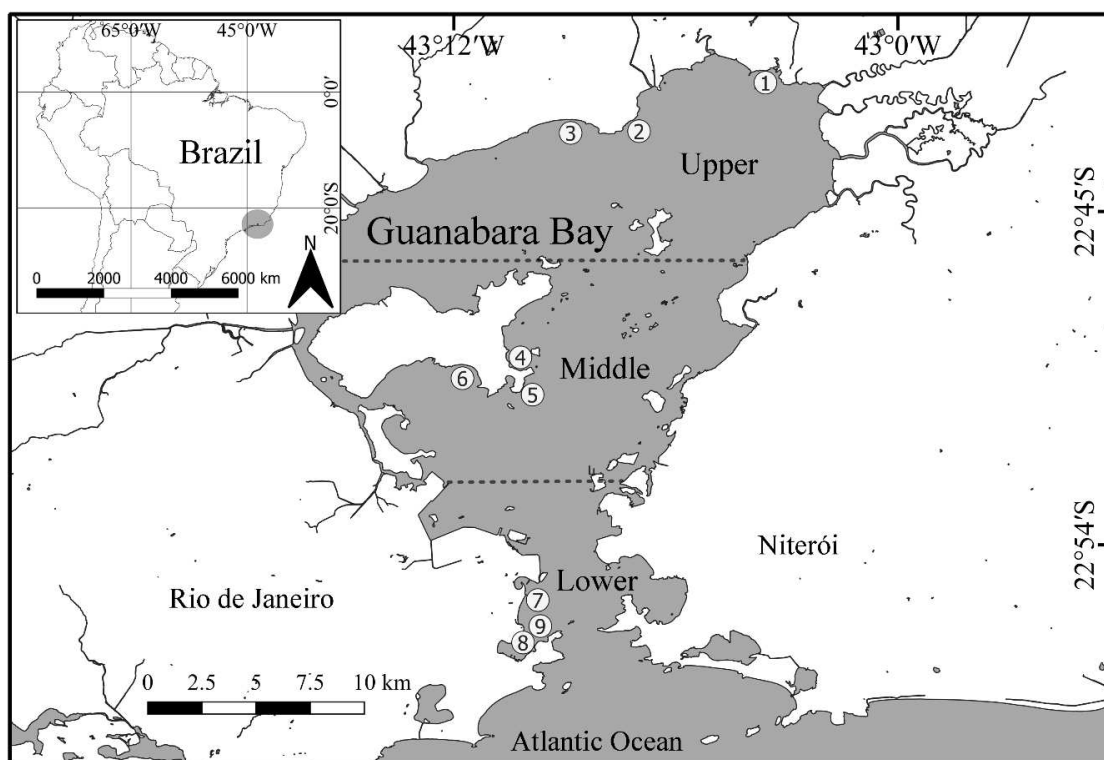 65°0′W 45°0′W
43°12′W
43°0′W
0°0′
Brazil
20°0′S
N
0 2000 4000 6000 km
1
2
3
Upper
22°45′S
Guanabara Bay
4
Middle
6
5
22°54′S
Niterói
Lower
Rio de Janeiro
7
9
8
0 2.5 5 7.5 10 km
Atlantic Ocean